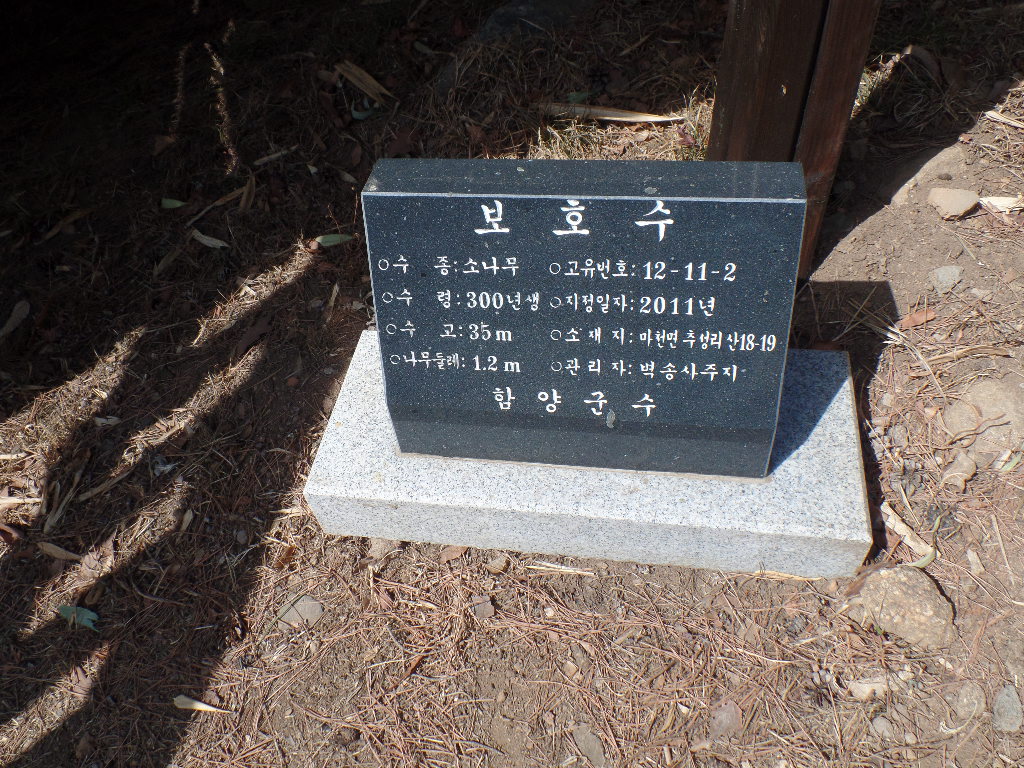 보호수
○수 종: 소나무 ○고유번호: 12-11-2
○수 령: 300년생 ○지정일자: 2011년
○수 고: 35m ○소 재 지: 마천면 추성리 산18-19
○나무둘레: 1.2m ○관 리 자: 벽송사주지
함양군수